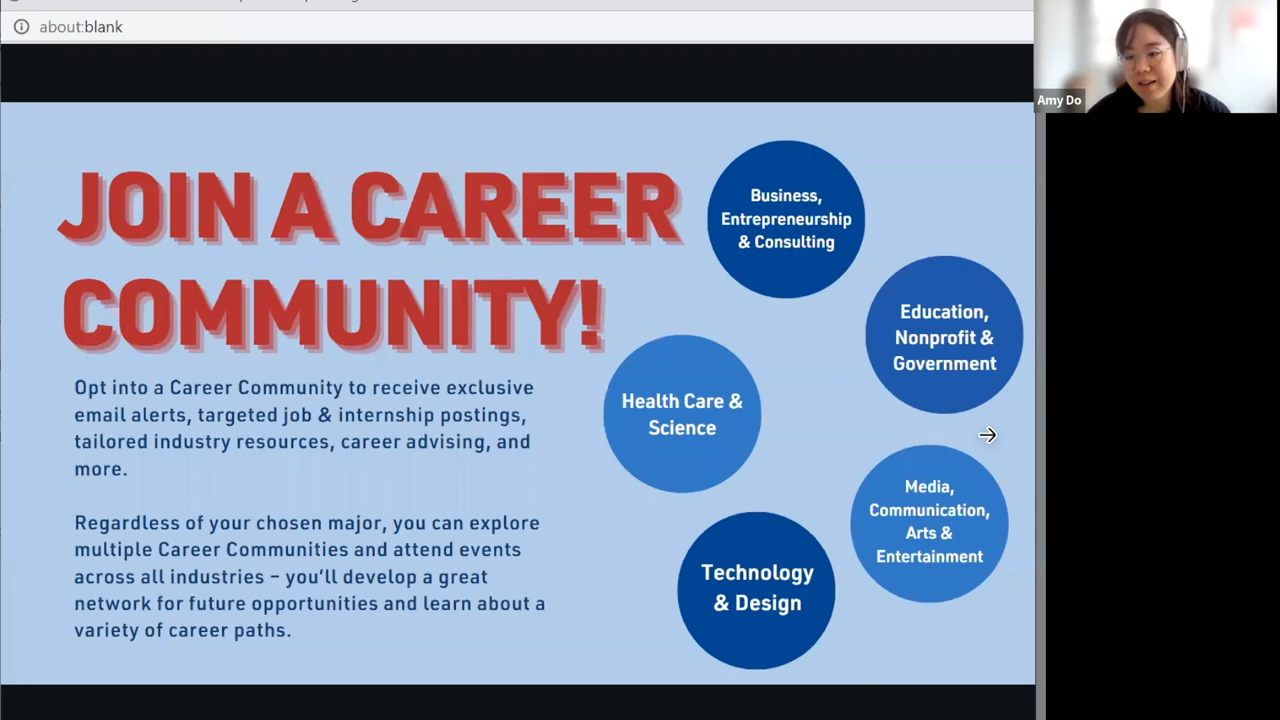 about:blank
Amy Do
JOIN A CAREER
COMMUNITY!
Opt into a Career Community to receive exclusive
email alerts, targeted job & internship postings,
tailored industry resources, career advising, and
more.
Regardless of your chosen major, you can explore
multiple Career Communities and attend events
across all industries – you'll develop a great
network for future opportunities and learn about a
variety of career paths.
Business,
Entrepreneurship
& Consulting
Education,
Nonprofit &
Government
Health Care &
Science
Media,
Communication,
Arts &
Entertainment
Technology
& Design